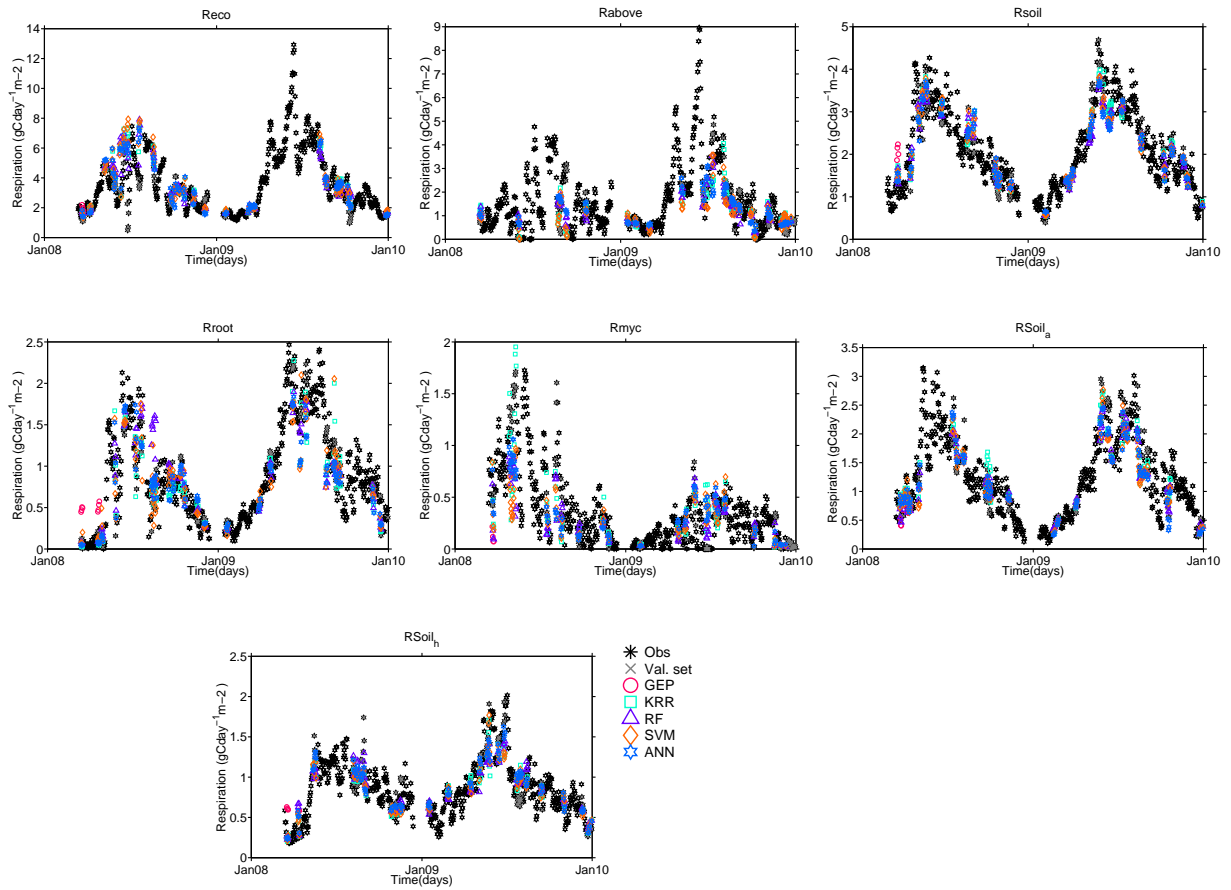 Reco
Respiration (gCday−1m−2 )
14
12
10
8
6
4
2
0
Jan08
Jan09
Jan10
Time(days)
Rabove
Respiration (gCday−1m−2 )
9
8
7
6
5
4
3
2
1
0
Jan08
Jan09
Jan10
Time(days)
Rsoil
Respiration (gCday−1m−2 )
5
4
3
2
1
0
Jan08
Jan09
Jan10
Time(days)
Rroot
Respiration (gCday−1m−2 )
2.5
2
1.5
1
0.5
0
Jan08
Jan09
Jan10
Time(days)
Rmyc
Respiration (gCday−1m−2 )
2
1.5
1
0.5
0
Jan08
Jan09
Jan10
Time(days)
RSoila
Respiration (gCday−1m−2 )
3.5
3
2.5
2
1.5
1
0.5
0
Jan08
Jan09
Jan10
Time(days)
RSoilh
Respiration (gCday−1m−2 )
2.5
2
1.5
1
0.5
0
Jan08
Jan09
Jan10
Time(days)
Obs
Val. set
GEP
KRR
RF
SVM
ANN